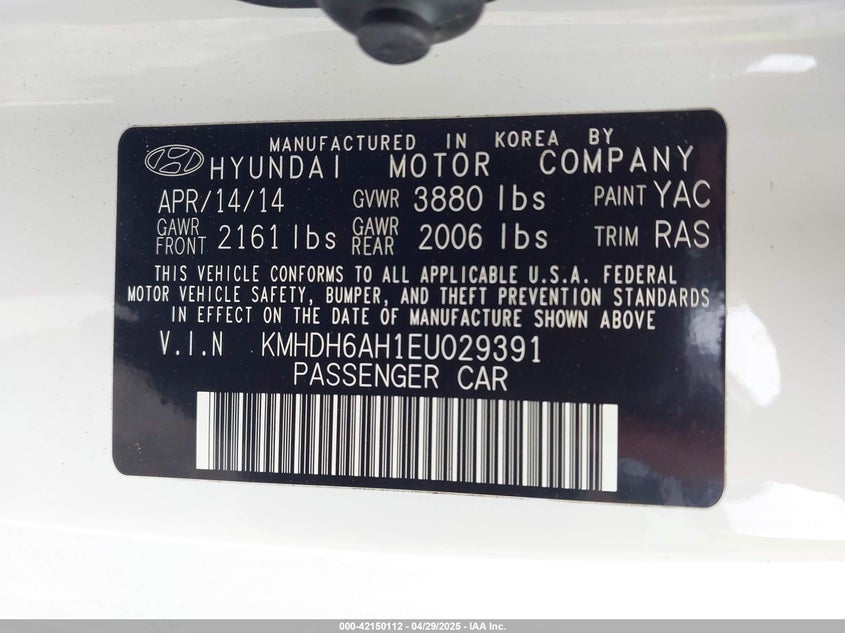 MANUFACTURED IN KOREA BY
HYUNDAI MOTOR COMPANY
APR/14/14 GVWR 3880 lbs PAINT YAC
GAWR FRONT 2161 lbs GAWR REAR 2006 lbs TRIM RAS
THIS VEHICLE CONFORMS TO ALL APPLICABLE U.S.A. FEDERAL
MOTOR VEHICLE SAFETY, BUMPER, AND THEFT PREVENTION STANDARDS
IN EFFECT ON THE DATE OF MANUFACTURE SHOWN ABOVE
V.I.N KMHDH6AH1EU029391
PASSENGER CAR
000-42150112 - 04/29/2025 - IAA Inc.